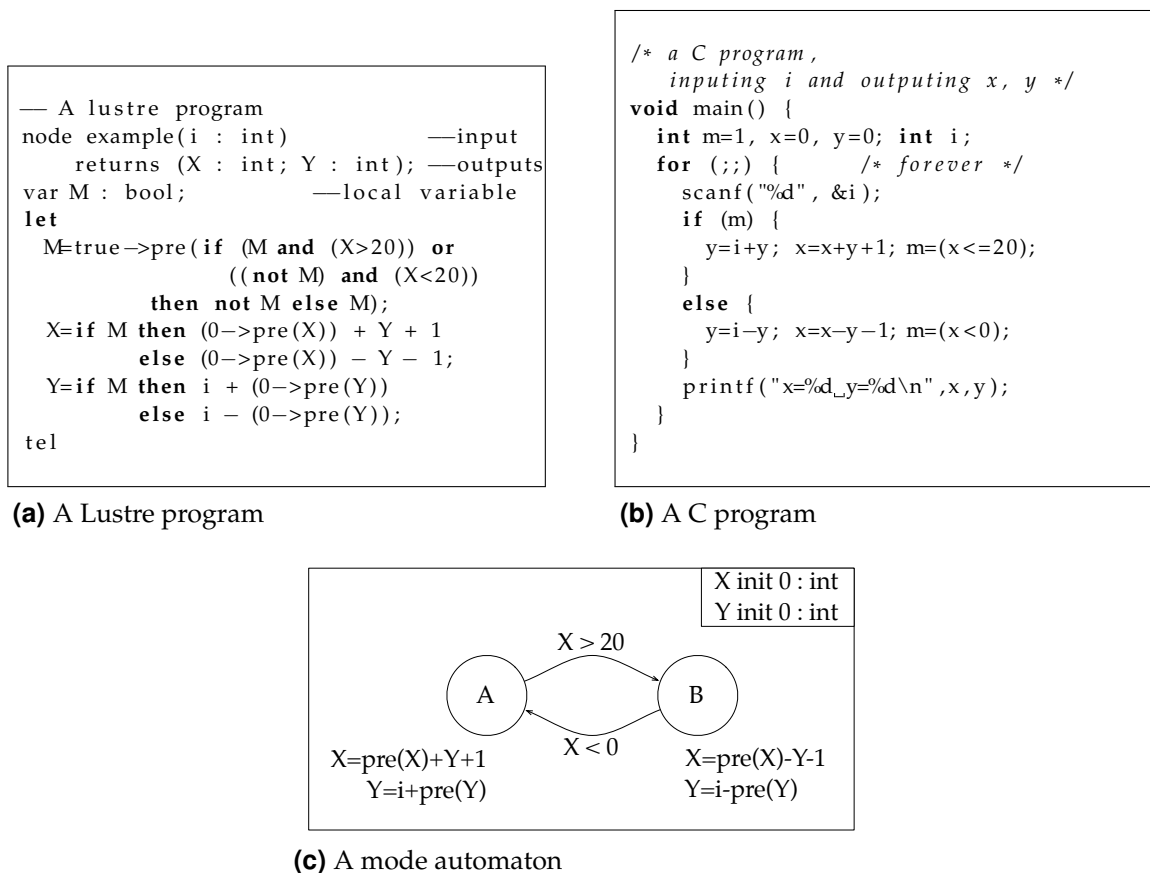 —— A lustre program
node example(i : int) ——input
returns (X : int; Y : int); ——outputs
var M : bool; ——local variable
let
M=true−>pre(if (M and (X>20)) or
((not M) and (X<20))
then not M else M);
X=if M then (0−>pre(X)) + Y + 1
else (0−>pre(X)) − Y − 1;
Y=if M then i + (0−>pre(Y))
else i − (0−>pre(Y));
tel
(a) A Lustre program
/* a C program,
inputing i and outputing x, y */
void main() {
int m=1, x=0, y=0; int i;
for (;;) { /* forever */
scanf("%d", &i);
if (m) {
y=i+y; x=x+y+1; m=(x<=20);
}
else {
y=i−y; x=x−y−1; m=(x<0);
}
printf("x=%d␣y=%d\n",x,y);
}
}
(b) A C program
X init 0 : int
Y init 0 : int
X > 20
A
B
X < 0
X=pre(X)+Y+1
Y=i+pre(Y)
X=pre(X)-Y-1
Y=i-pre(Y)
(c) A mode automaton